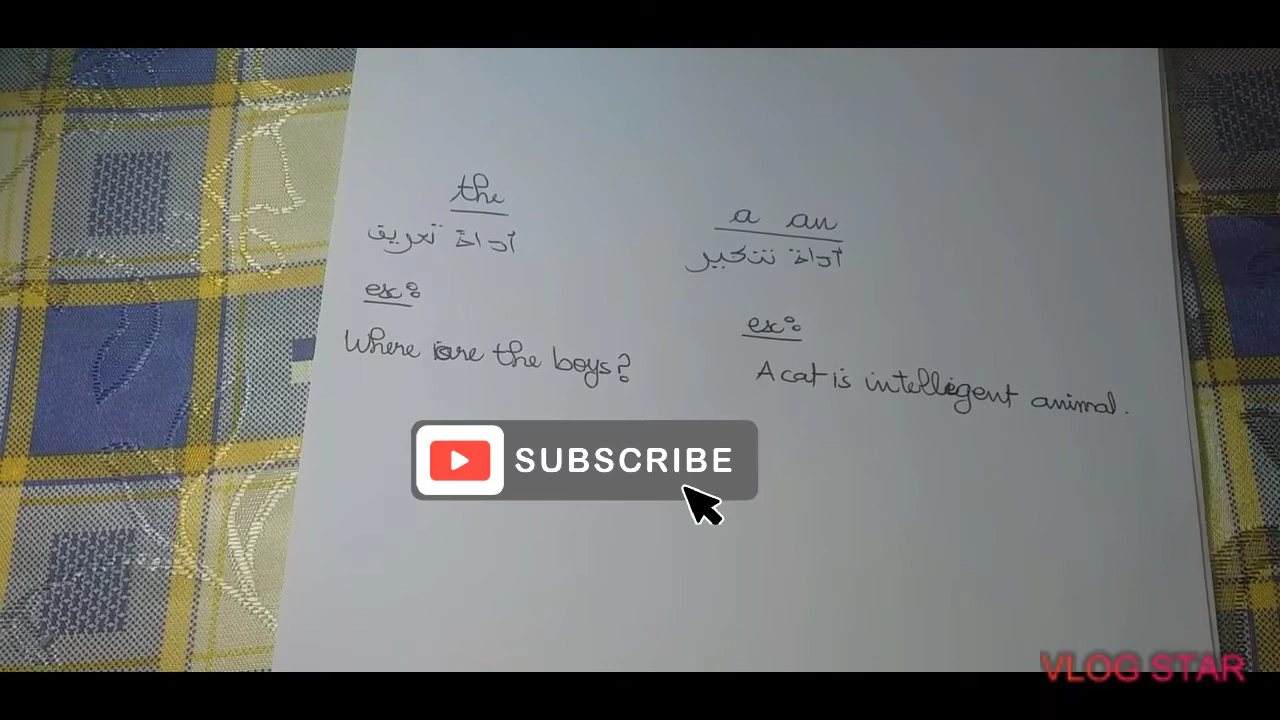 the
أداة تعريف
ex:
Where are the boys?
a an
أداة تنكير
ex:
A cat is intelligent animal.
SUBSCRIBE
VLOG STAR